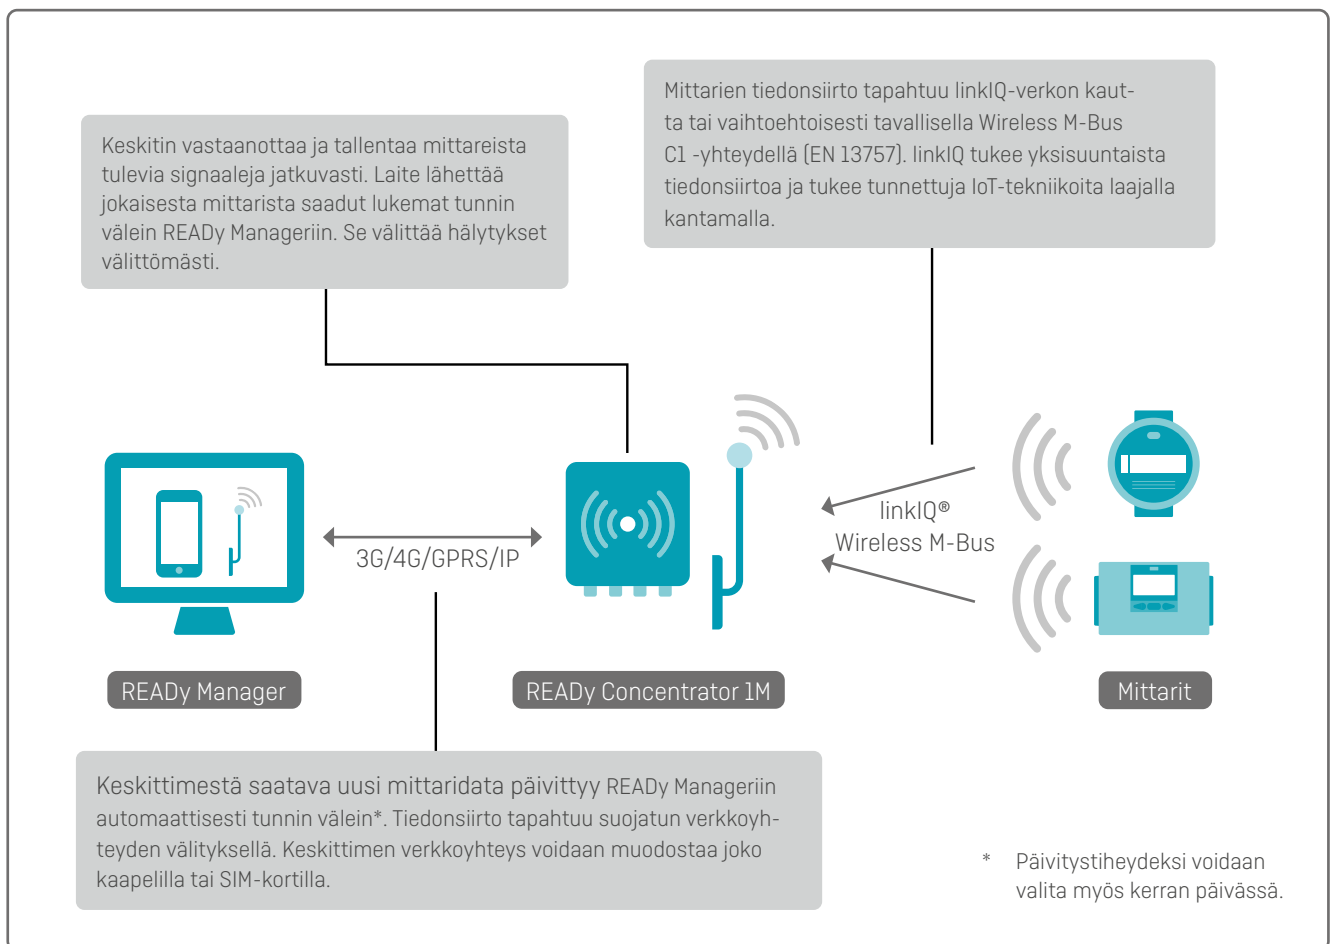 Keskitin vastaanottaa ja tallentaa mittareista
tulevia signaaleja jatkuvasti. Laite lähettää
jokaisesta mittarista saadut lukemat tunnin
välein READy Manageriin. Se välittää hälytykset
välittömästi.
Mittarien tiedonsiirto tapahtuu linkIQ-verkon kaut-
ta tai vaihtoehtoisesti tavallisella Wireless M-Bus
C1 -yhteydellä (EN 13757). linkIQ tukee yksisuuntaista
tiedonsiirtoa ja tukee tunnettuja IoT-tekniikoita laajalla
kantamalla.
3G/4G/GPRS/IP
linkIQ®
Wireless M-Bus
READy Manager
READy Concentrator 1M
Mittarit
Keskittimestä saatava uusi mittaridata päivittyy READy Manageriin
automaattisesti tunnin välein*. Tiedonsiirto tapahtuu suojatun verkkoyh-
teyden välityksellä. Keskittimen verkkoyhteys voidaan muodostaa joko
kaapelilla tai SIM-kortilla.
* Päivitystiheydeksi voidaan
valita myös kerran päivässä.